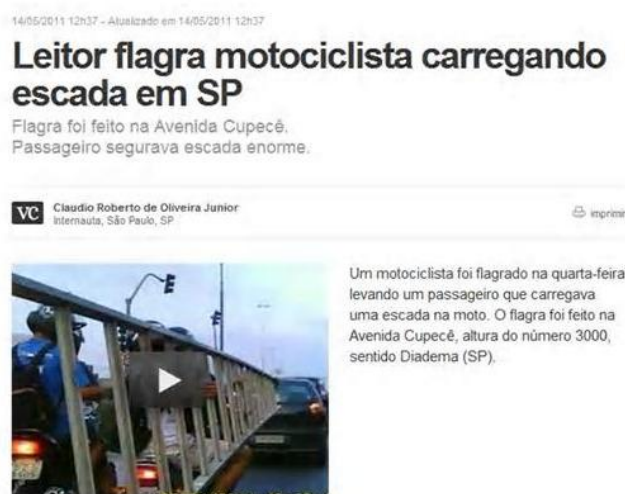 14/05/2011 12h37 - Atualizado em 14/05/2011 12h37
Leitor flagra motociclista carregando
escada em SP
Flagra foi feito na Avenida Cupecê.
Passageiro segurava escada enorme.
VC
Claudio Roberto de Oliveira Junior
Internauta, São Paulo, SP
imprimir
Um motociclista foi flagrado na quarta-feira
levando um passageiro que carregava
uma escada na moto. O flagra foi feito na
Avenida Cupecê, altura do número 3000,
sentido Diadema (SP).